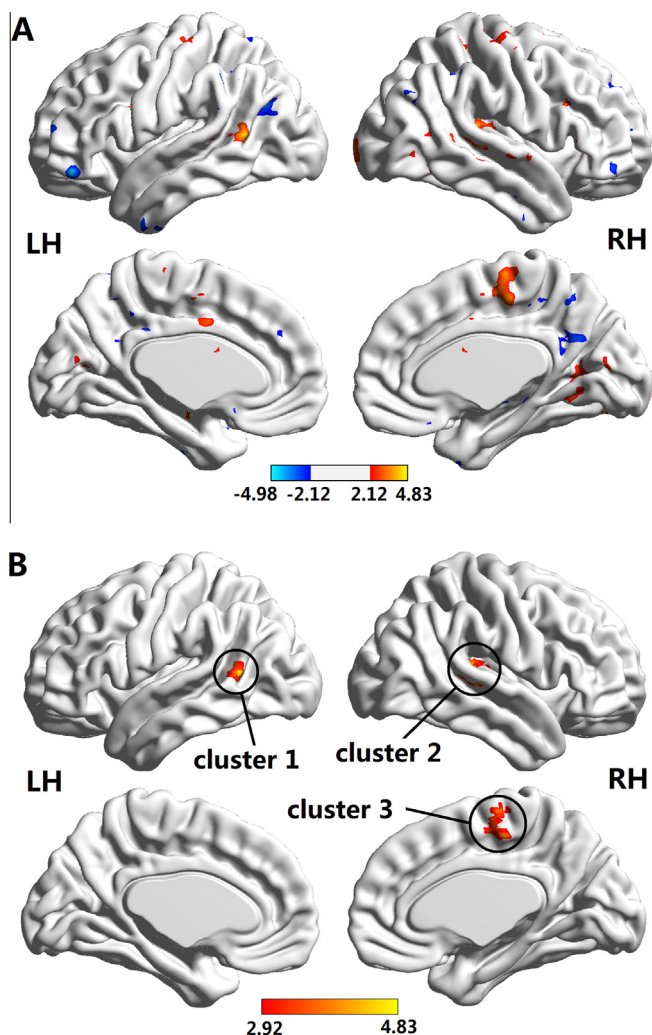 A
LH
RH
-4.98 -2.12 2.12 4.83
B
cluster 1
cluster 2
LH
RH
cluster 3
2.92 4.83